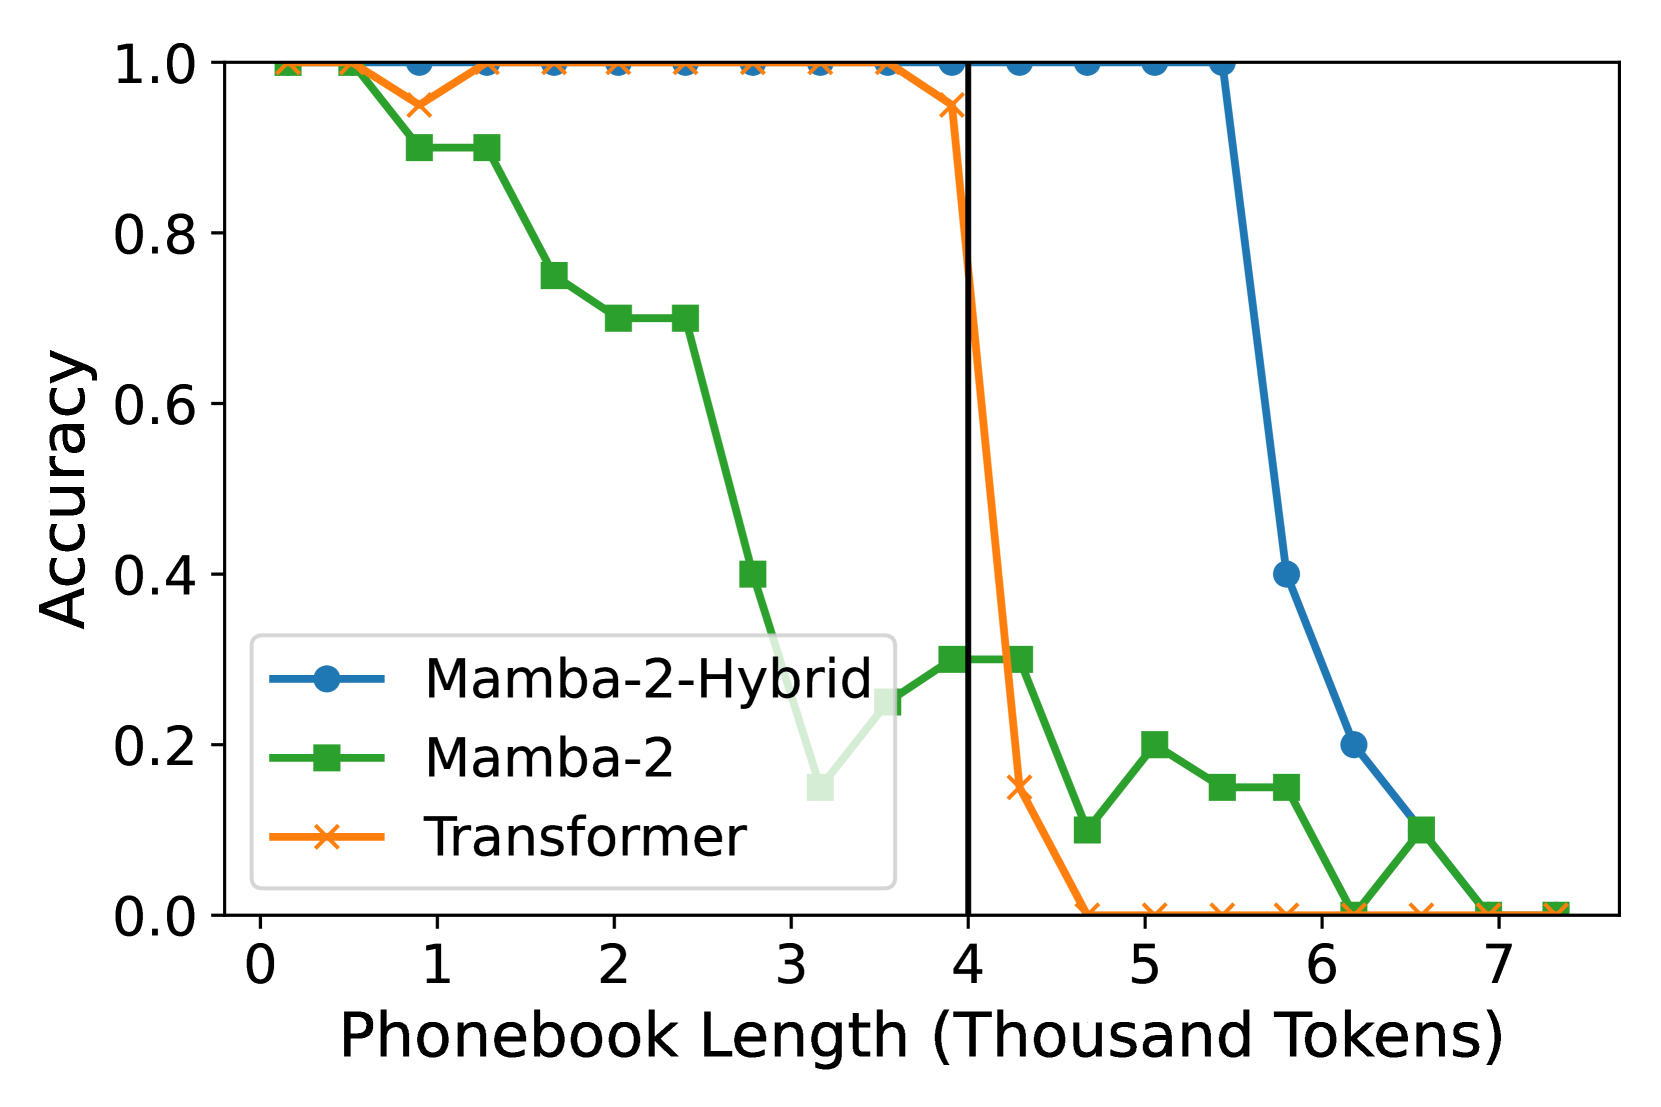 1.0
0.8
0.6
0.4
0.2
0.0
Accuracy
Mamba-2-Hybrid
Mamba-2
Transformer
0 1 2 3 4 5 6 7
Phonebook Length (Thousand Tokens)